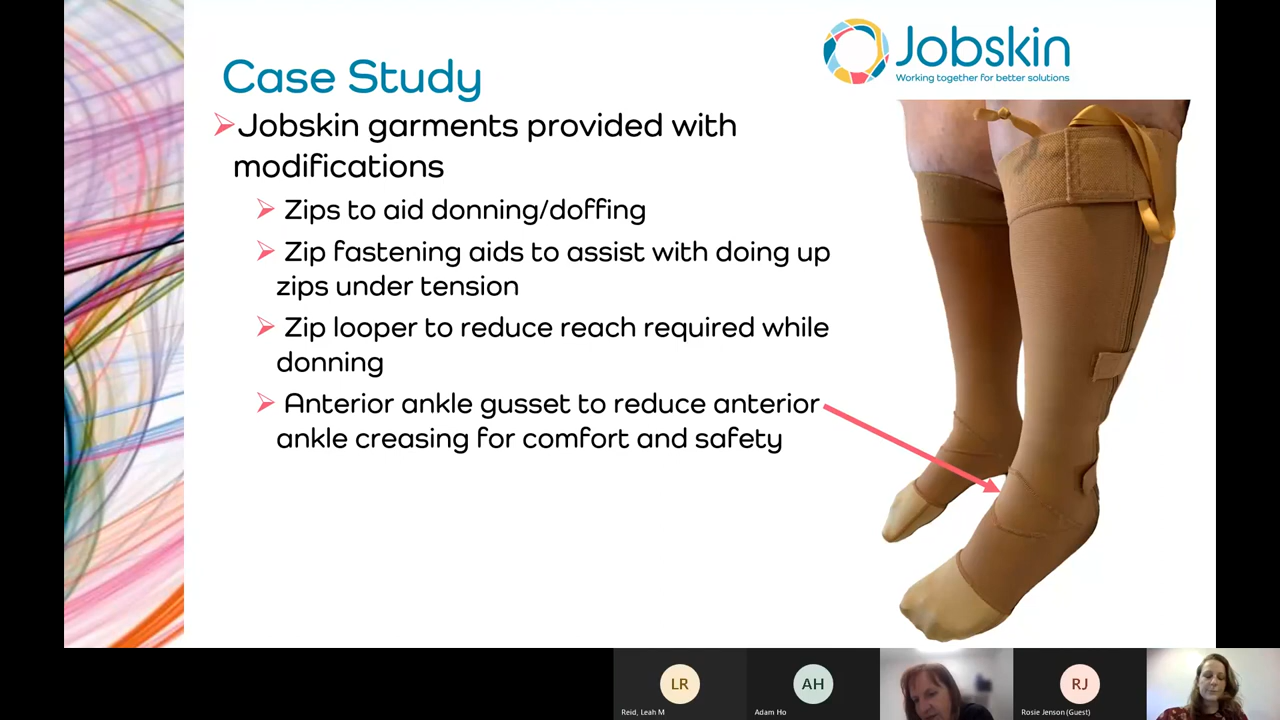 Jobskin
Working together for better solutions
Case Study
Jobskin garments provided with
modifications
Zips to aid donning/doffing
Zip fastening aids to assist with doing up
zips under tension
Zip looper to reduce reach required while
donning
Anterior ankle gusset to reduce anterior
ankle creasing for comfort and safety
LR
AH
RJ
Reid, Leah M
Adam Ho
Rosie Jenson (Guest)